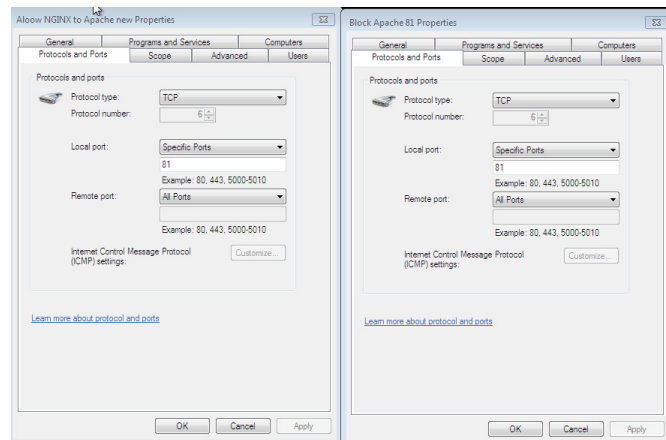 Aloow NGINX to Apache new Properties
General
Programs and Services
Computers
Protocols and Ports
Scope
Advanced
Users
Protocols and ports
Protocol type:
TCP
Protocol number:
6
Local port:
Specific Ports
81
Example: 80, 443, 5000-5010
Remote port:
All Ports
Example: 80, 443, 5000-5010
Internet Control Message Protocol
(ICMP) settings:
Customize...
Learn more about protocol and ports
OK
Cancel
Apply
Block Apache 81 Properties
General
Programs and Services
Computers
Protocols and Ports
Scope
Advanced
Users
Protocols and ports
Protocol type:
TCP
Protocol number:
6
Local port:
Specific Ports
81
Example: 80, 443, 5000-5010
Remote port:
All Ports
Example: 80, 443, 5000-5010
Internet Control Message Protocol
(ICMP) settings:
Customize...
Learn more about protocol and ports
OK
Cancel
Apply